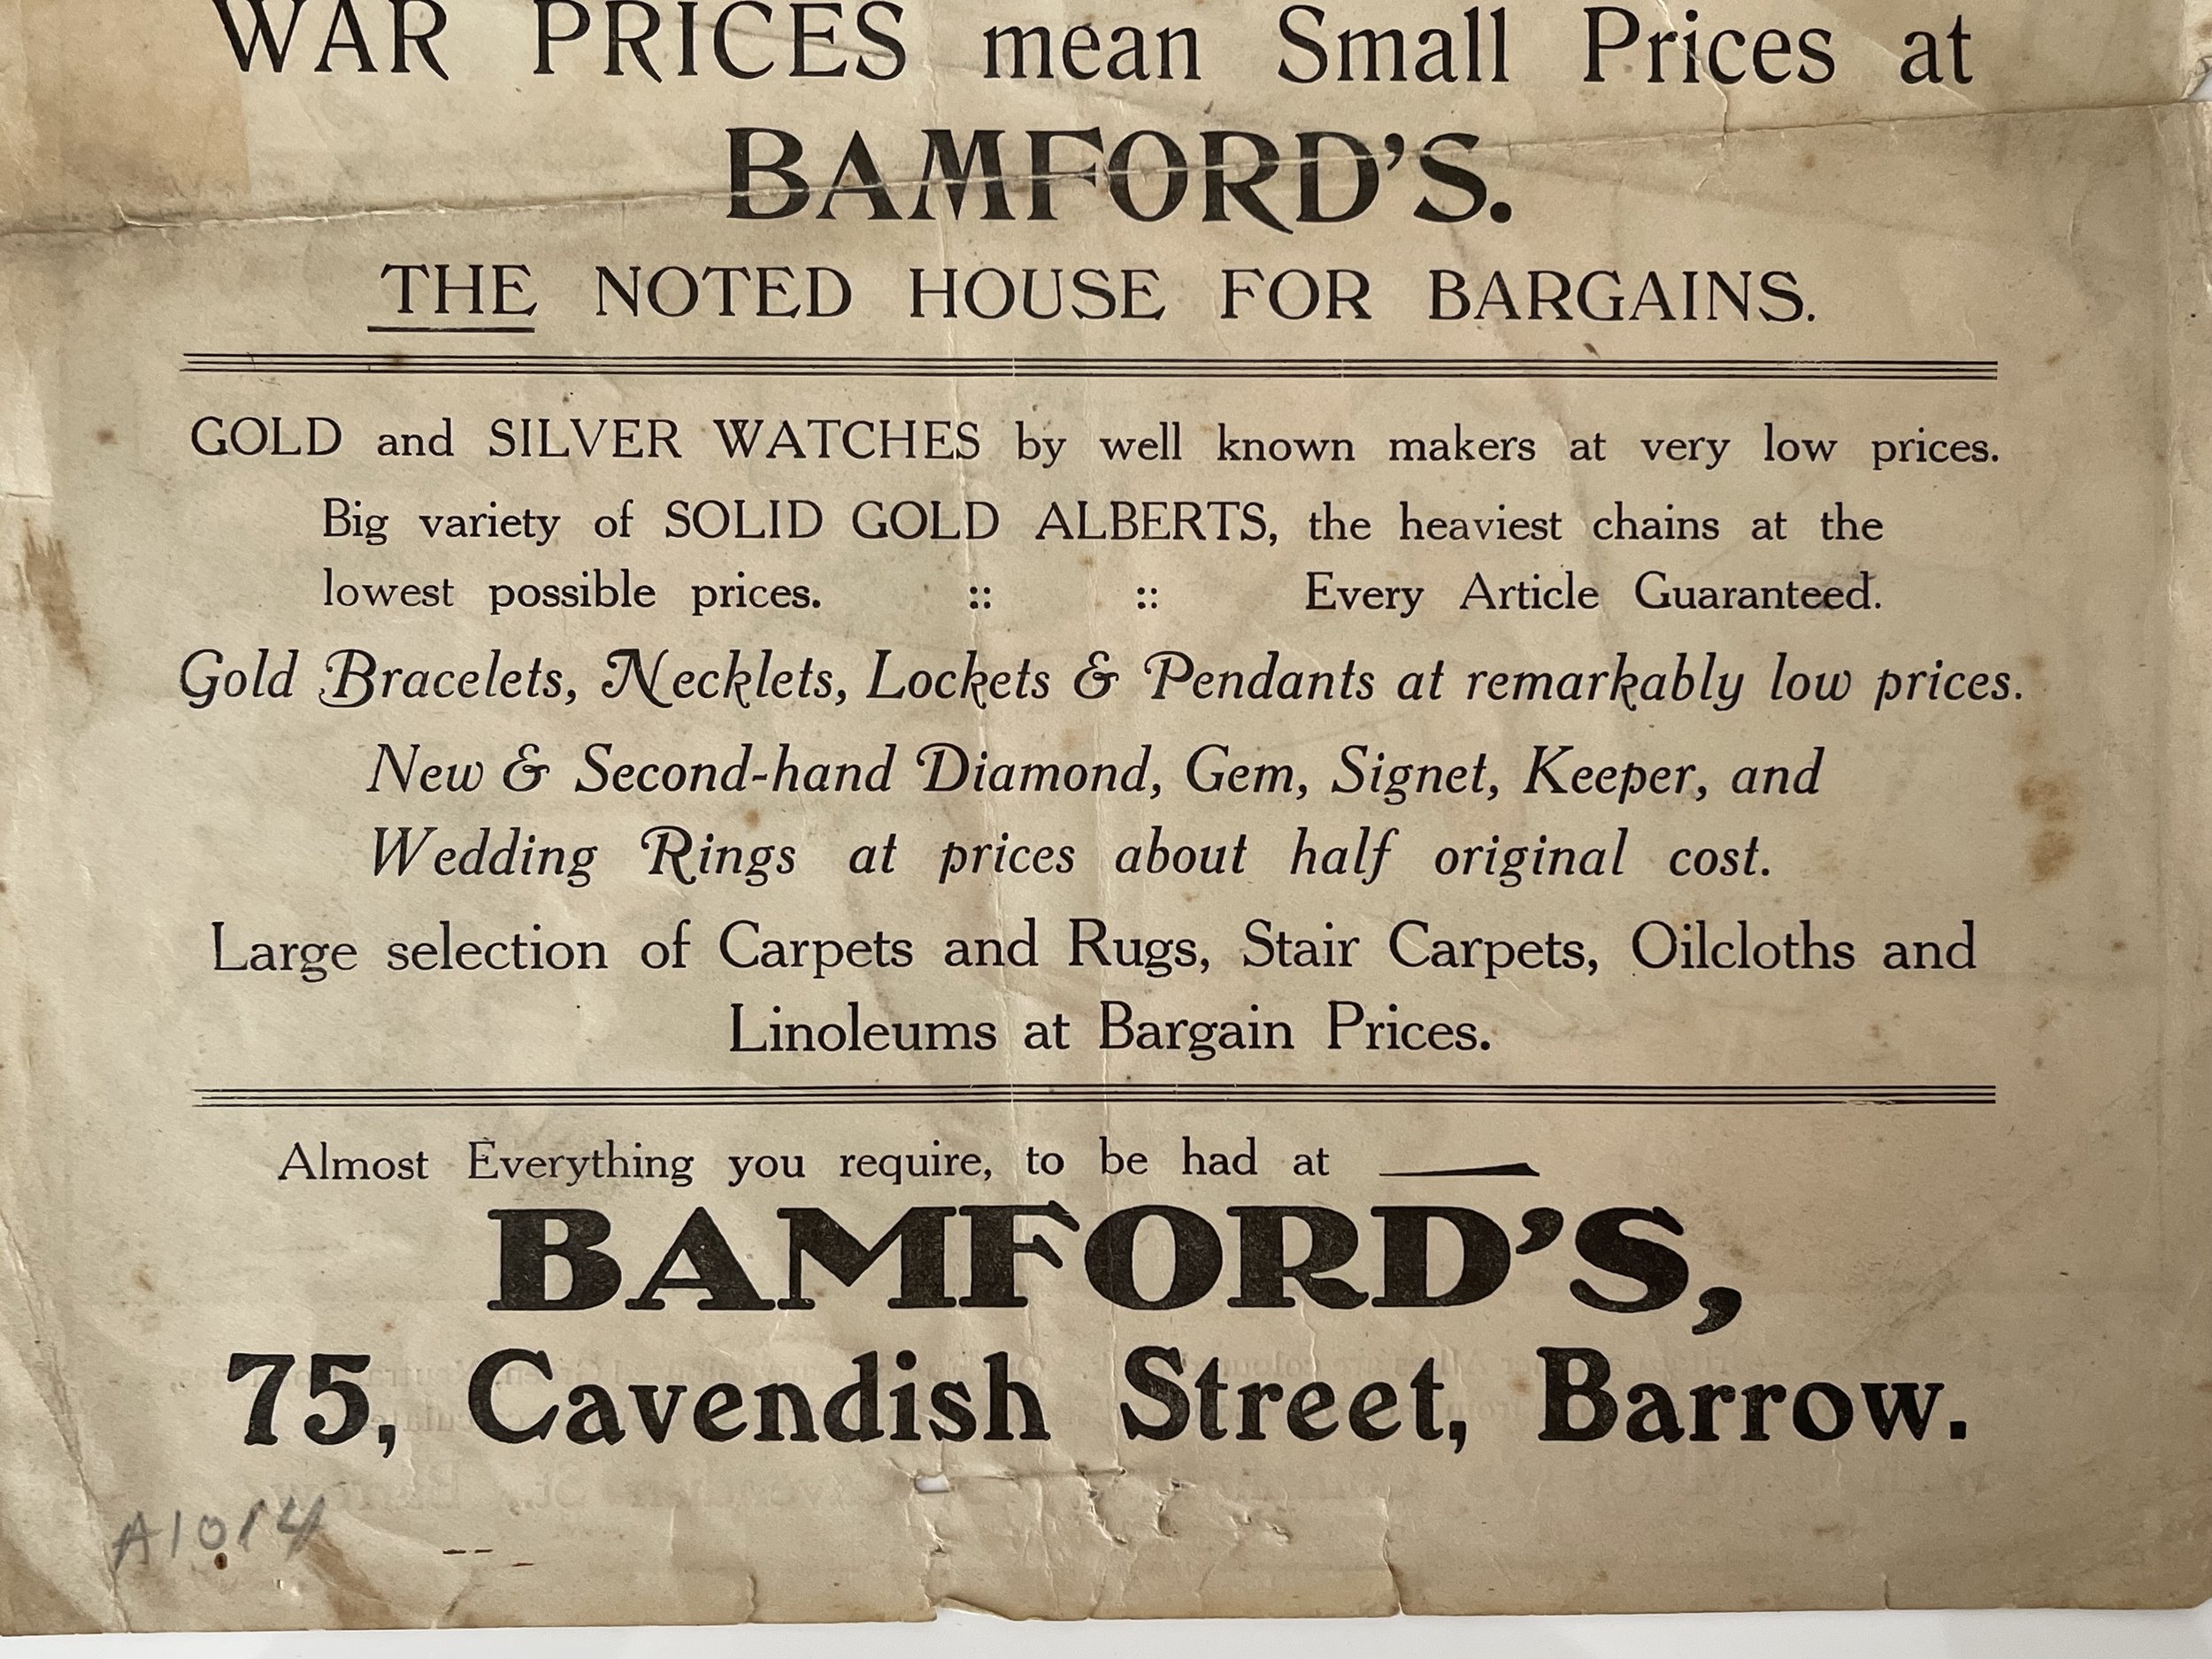 WAR PRICES mean Small Prices at
BAMFORD'S.
THE NOTED HOUSE FOR BARGAINS.
GOLD and SILVER WATCHES by well known makers at very low prices.
Big variety of SOLID GOLD ALBERTS, the heaviest chains at the
lowest possible prices. :: :: Every Article Guaranteed.
Gold Bracelets, Necklets, Lockets & Pendants at remarkably low prices.
New & Second-hand Diamond, Gem, Signet, Keeper, and
Wedding Rings at prices about half original cost.
Large selection of Carpets and Rugs, Stair Carpets, Oilcloths and
Linoleums at Bargain Prices.
Almost Everything you require, to be had at
BAMFORD'S,
75, Cavendish Street, Barrow.
A1014